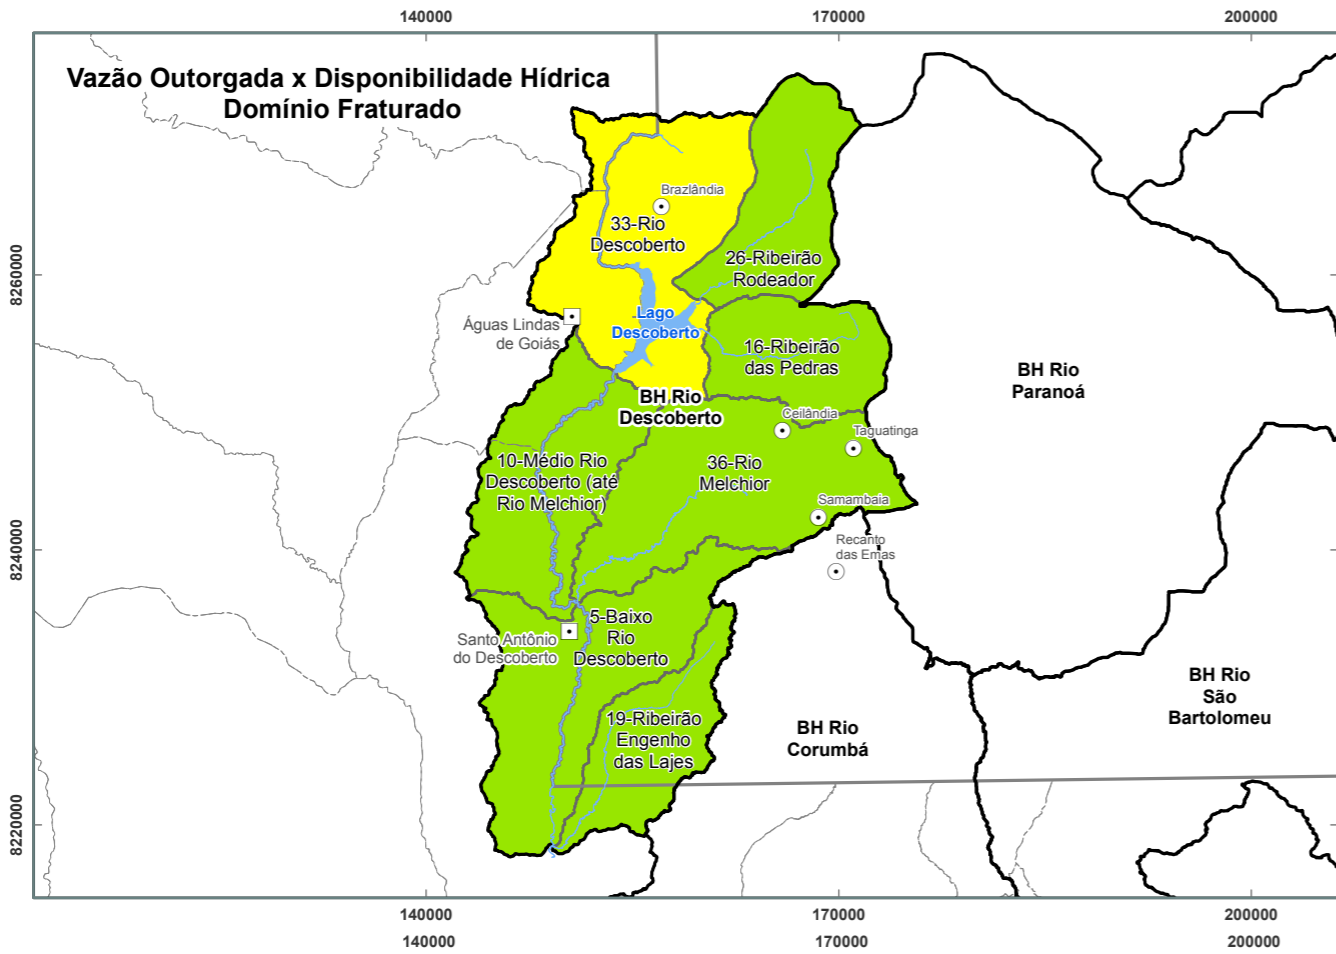 140000
170000
200000
Vazão Outorgada x Disponibilidade Hídrica
Domínio Fraturado
8260000
8240000
8220000
Brazlândia
33-Rio
Descoberto
26-Ribeirão
Rodeador
Lago
Descoberto
Águas Lindas
de Goiás
16-Ribeirão
das Pedras
BH Rio
Paranoá
BH Rio
Descoberto
Ceilândia
Taguatinga
10-Médio Rio
Descoberto (até
Rio Melchior)
36-Rio
Melchior
Samambaia
Recanto
das Emas
5-Baixo
Rio
Descoberto
Santo Antônio
do Descoberto
19-Ribeirão
Engenho
das Lajes
BH Rio
Corumbá
BH Rio
São
Bartolomeu
140000
170000
200000
140000
170000
200000